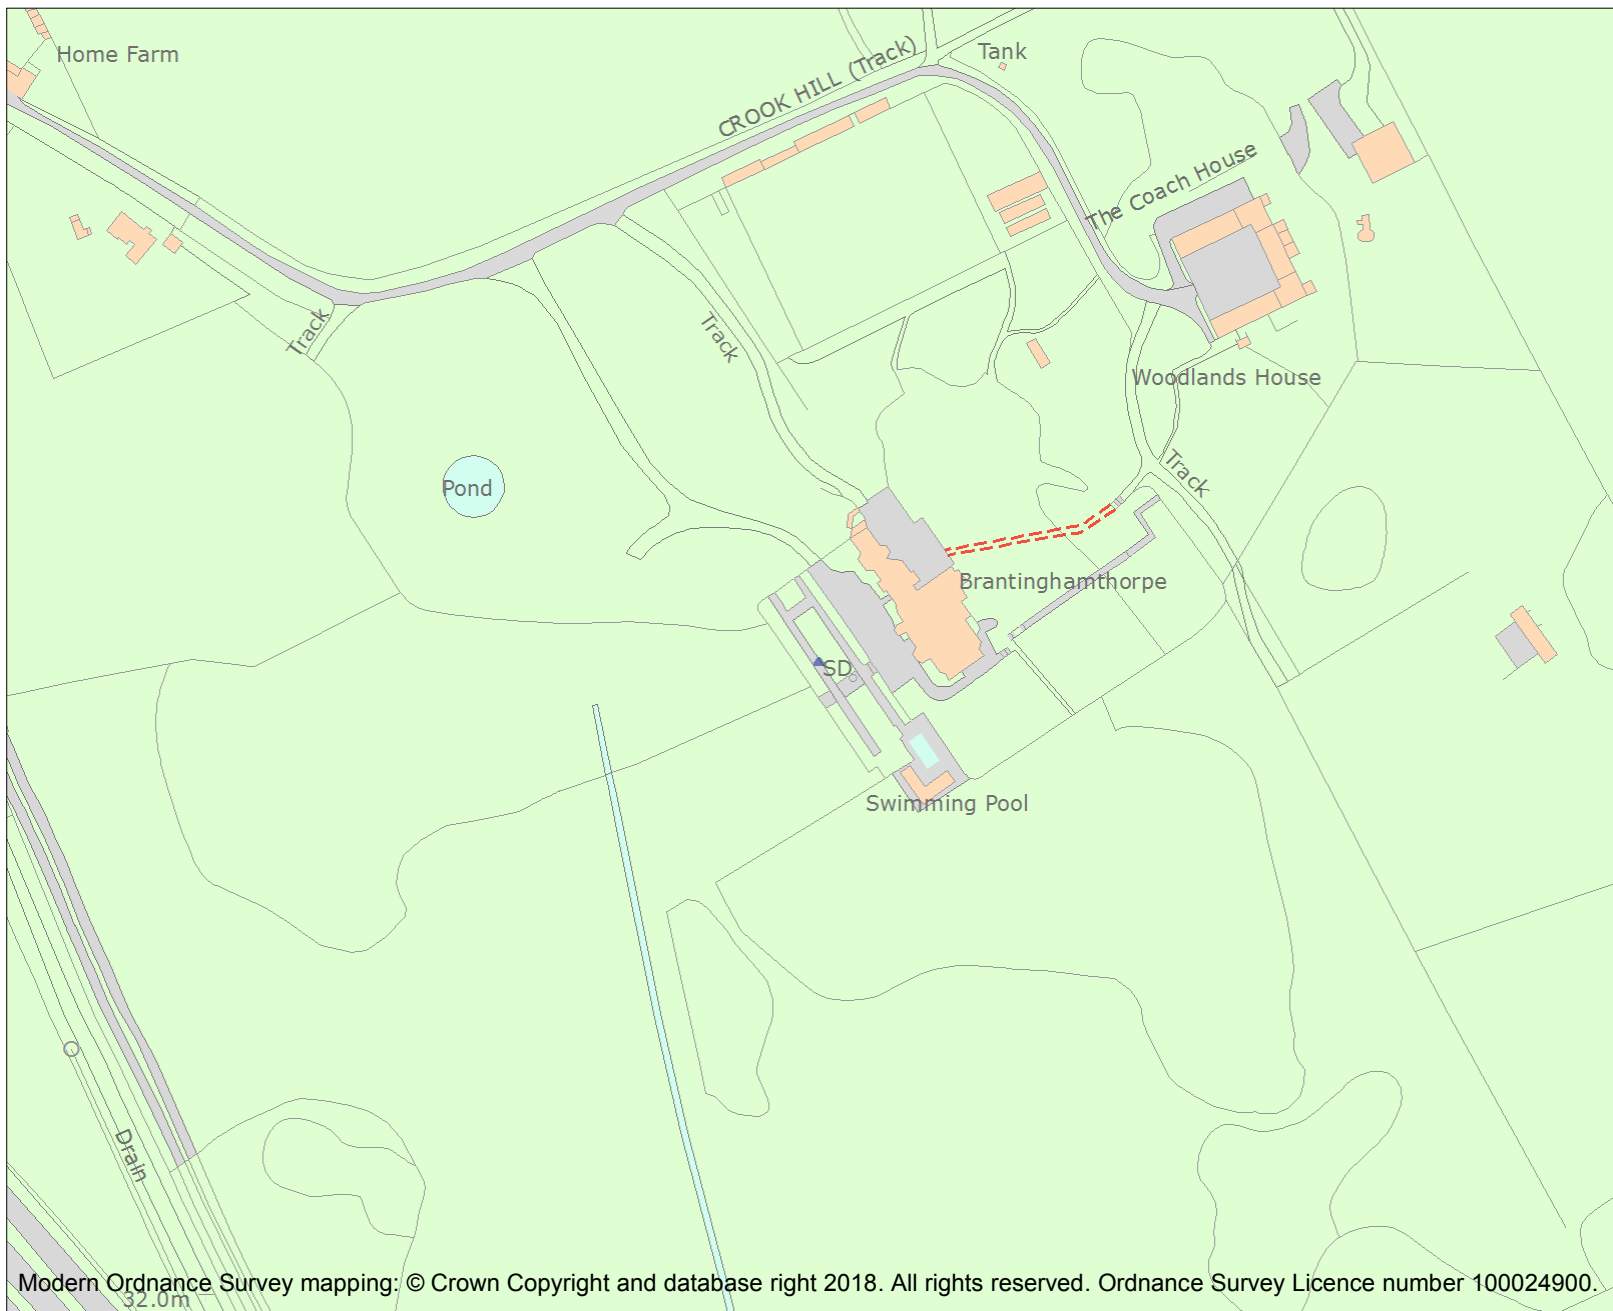 Home Farm
CROOK HILL (Track)
Tank
The Coach House
Track
Track
Woodlands House
Track
Pond
Brantinghamthorpe
SD
Swimming Pool
Drain
Modern Ordnance Survey mapping: © Crown Copyright and database right 2018. All rights reserved. Ordnance Survey Licence number 100024900.
32.0m